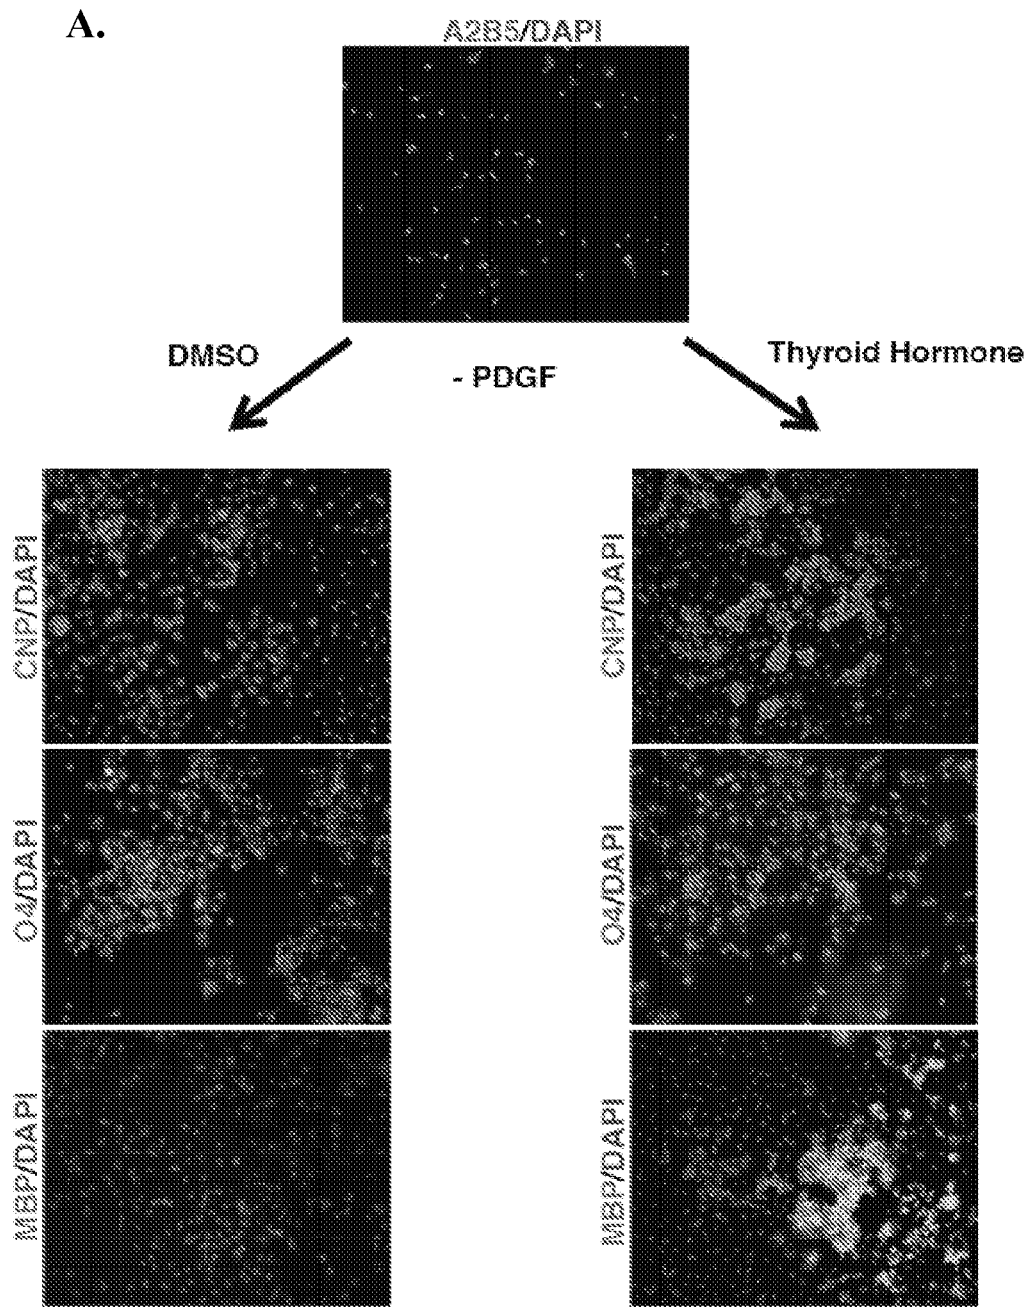 A.
A2B5/DAPI
DMSO
- PDGF
Thyroid Hormone
CNP/DAPI
CNP/DAPI
O4/DAPI
O4/DAPI
MBP/DAPI
MBP/DAPI